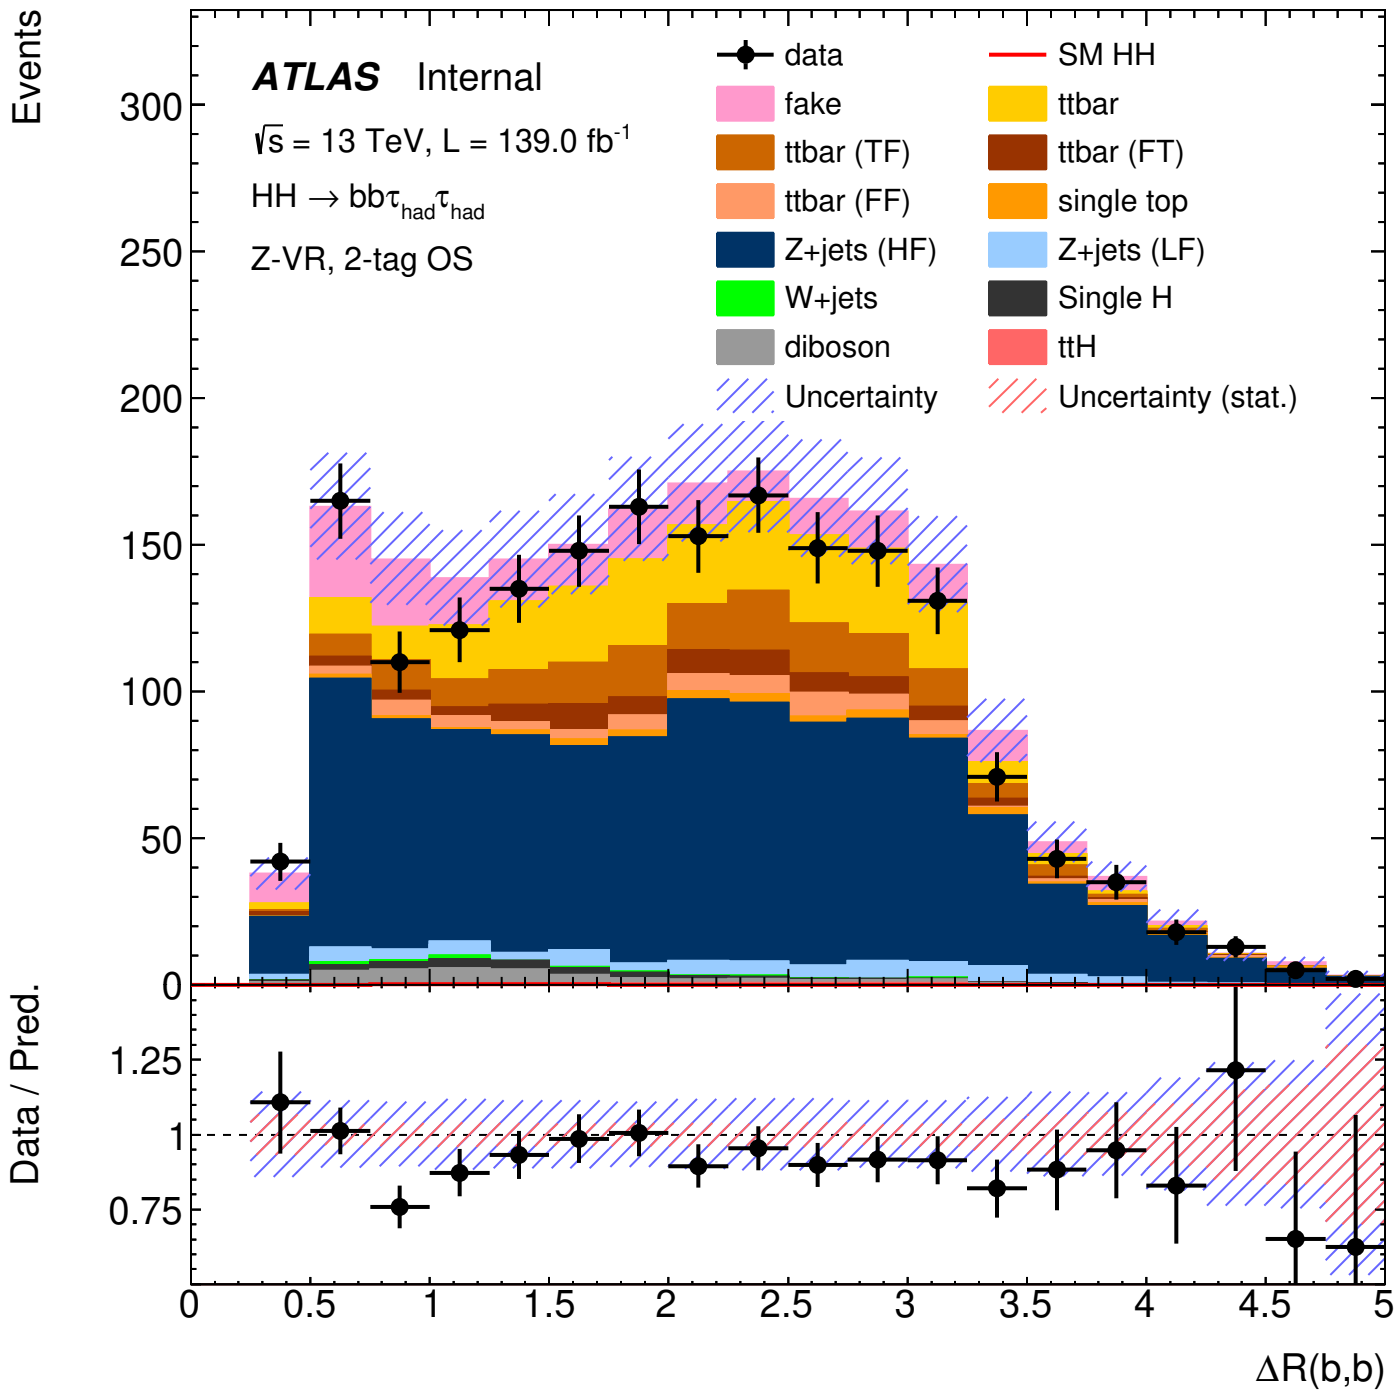 Events
ATLAS Internal
√s = 13 TeV, L = 139.0 fb⁻¹
HH → bbτ_had τ_had
Z-VR, 2-tag OS
data
SM HH
fake
ttbar
ttbar (TF)
ttbar (FT)
ttbar (FF)
single top
Z+jets (HF)
Z+jets (LF)
W+jets
Single H
diboson
ttH
Uncertainty
Uncertainty (stat.)
300
250
200
150
100
50
0
Data / Pred.
1.25
1
0.75
0 0.5 1 1.5 2 2.5 3 3.5 4 4.5 5
ΔR(b,b)